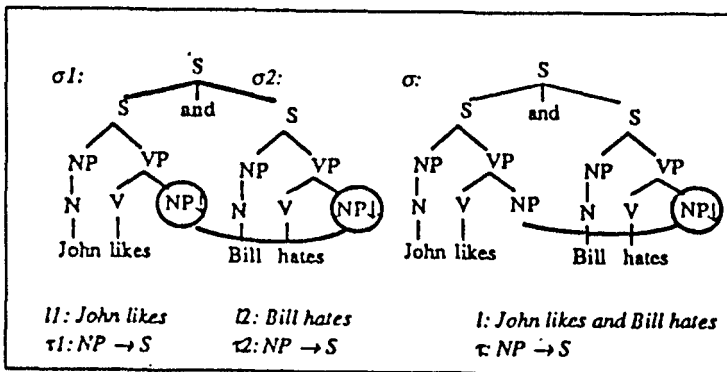 S S
σ1: σ2: σ:
S and S S and S
NP VP NP VP NP VP NP VP
N V NP↓ N V NP↓ N V NP N V NP↓
John likes Bill hates John likes Bill hates
l1: John likes l2: Bill hates l: John likes and Bill hates
τ1: NP → S τ2: NP → S τ: NP → S